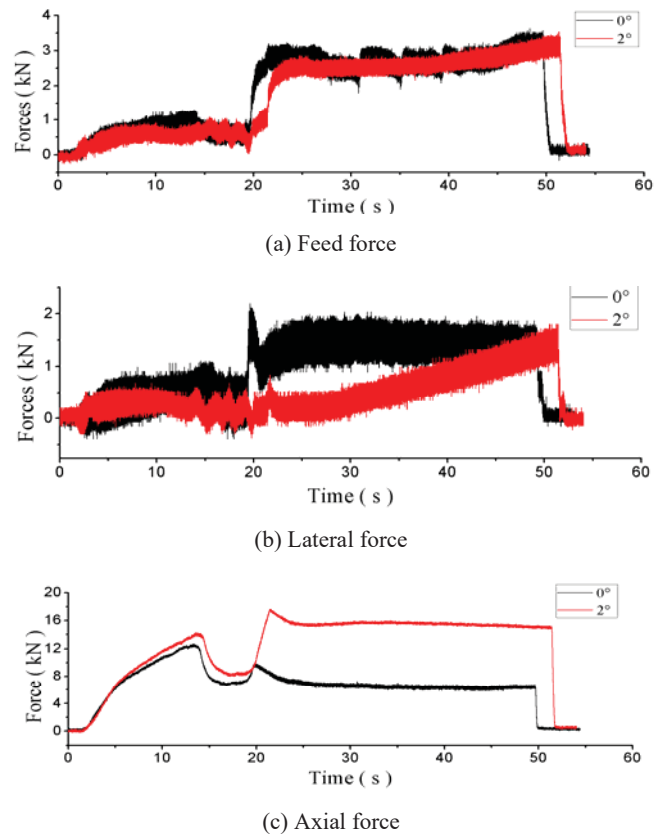 4
3
2
1
0
Forces ( kN )
0°
2°
0 10 20 30 40 50 60
Time ( s )
(a) Feed force
2
1
0
Forces ( kN )
0°
2°
0 10 20 30 40 50 60
Time ( s )
(b) Lateral force
20
16
12
8
4
0
Force ( kN )
0°
2°
0 10 20 30 40 50 60
Time ( s )
(c) Axial force